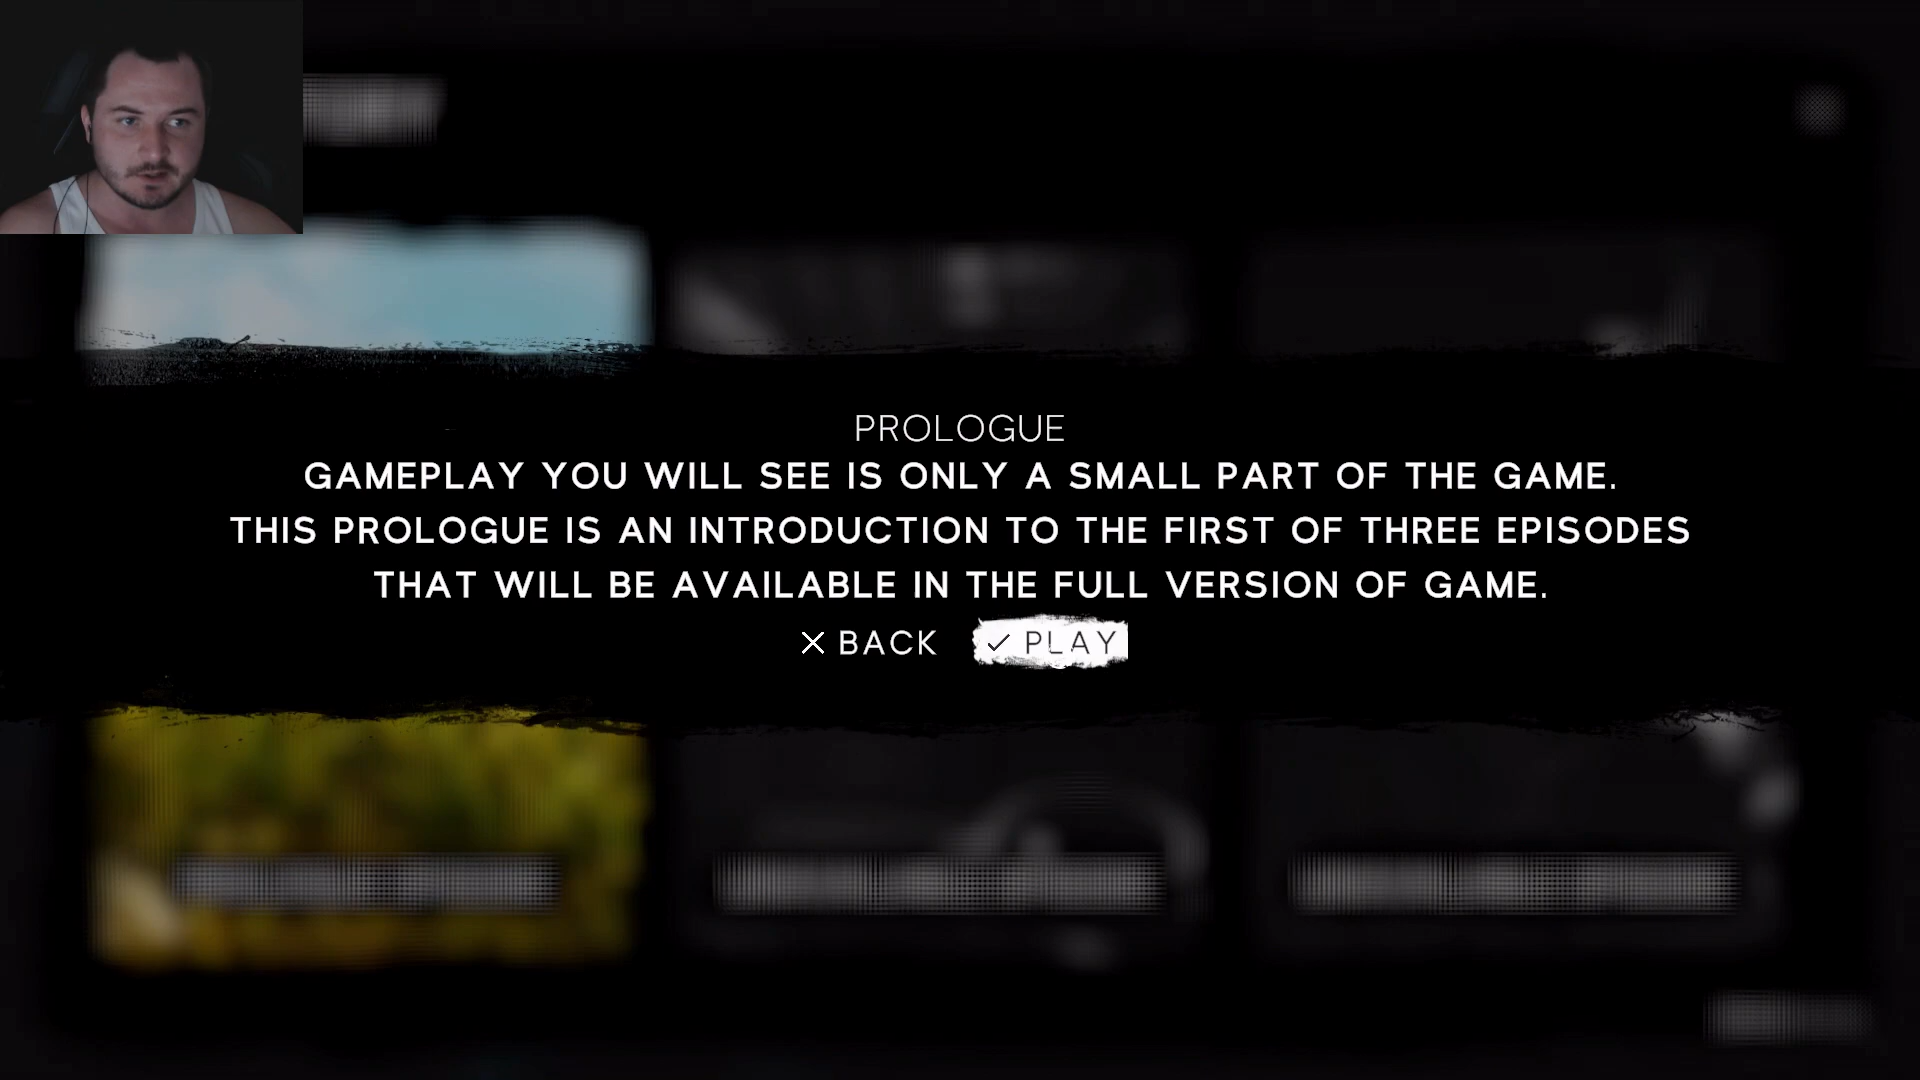 PROLOGUE
GAMEPLAY YOU WILL SEE IS ONLY A SMALL PART OF THE GAME.
THIS PROLOGUE IS AN INTRODUCTION TO THE FIRST OF THREE EPISODES
THAT WILL BE AVAILABLE IN THE FULL VERSION OF GAME.
BACK PLAY